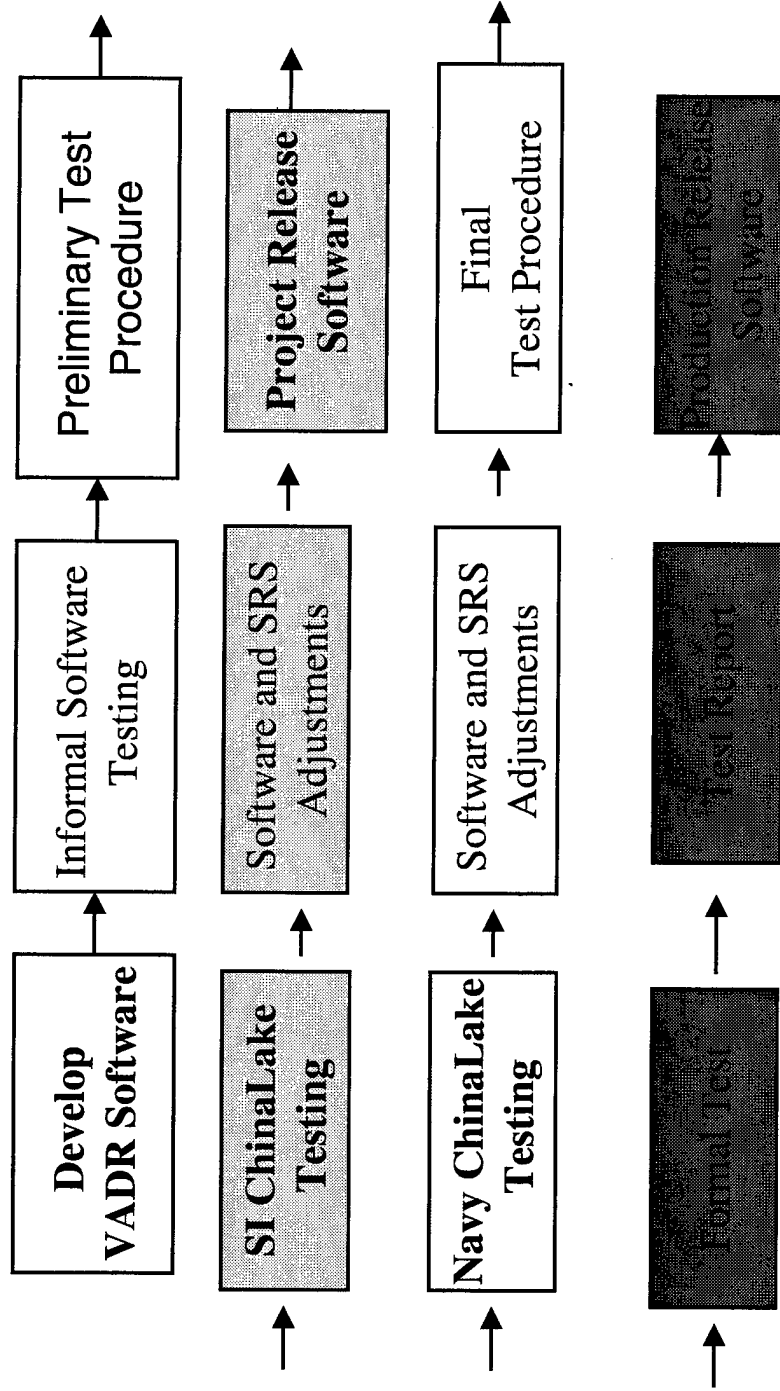 Develop
VADR Software
Informal Software
Testing
Preliminary Test
Procedure
SI ChinaLake
Testing
Software and SRS
Adjustments
Project Release
Software
Navy ChinaLake
Testing
Software and SRS
Adjustments
Final
Test Procedure
Formal Test
Test Report
Production Release
Software